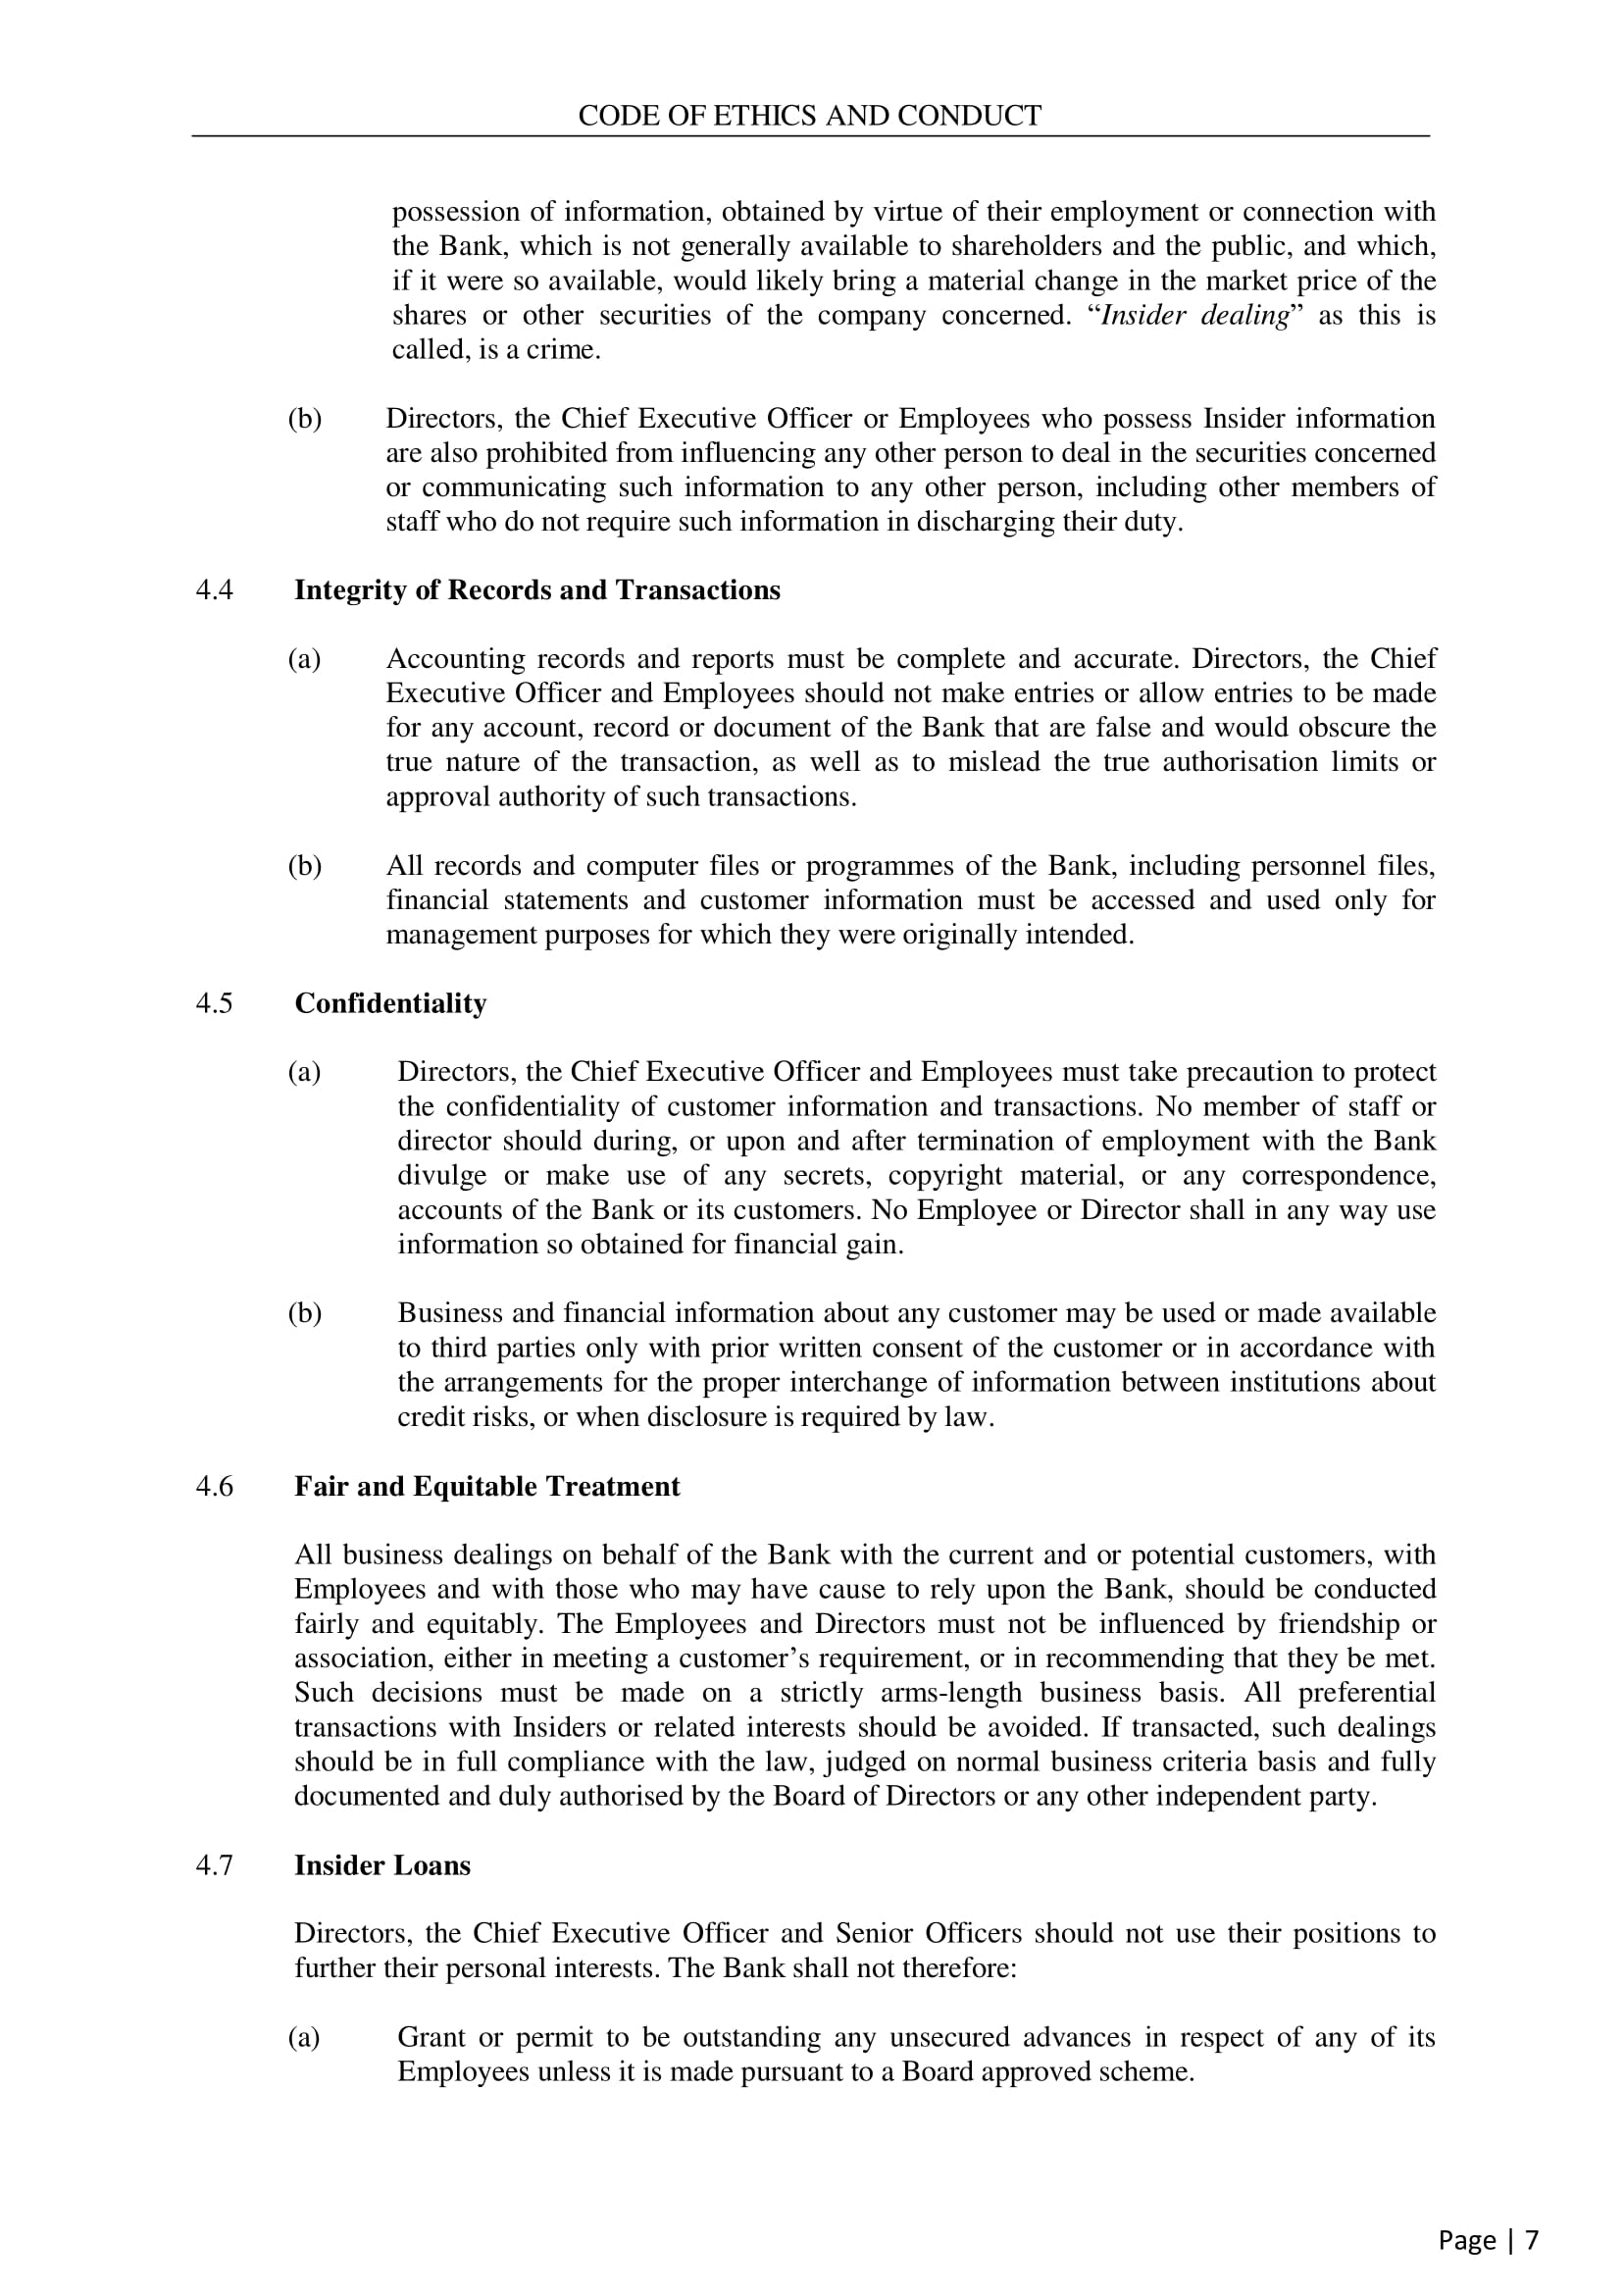 CODE OF ETHICS AND CONDUCT
possession of information, obtained by virtue of their employment or connection with
the Bank, which is not generally available to shareholders and the public, and which,
if it were so available, would likely bring a material change in the market price of the
shares or other securities of the company concerned. “Insider dealing” as this is
called, is a crime.
(b) Directors, the Chief Executive Officer or Employees who possess Insider information
are also prohibited from influencing any other person to deal in the securities concerned
or communicating such information to any other person, including other members of
staff who do not require such information in discharging their duty.
4.4 Integrity of Records and Transactions
(a) Accounting records and reports must be complete and accurate. Directors, the Chief
Executive Officer and Employees should not make entries or allow entries to be made
for any account, record or document of the Bank that are false and would obscure the
true nature of the transaction, as well as to mislead the true authorisation limits or
approval authority of such transactions.
(b) All records and computer files or programmes of the Bank, including personnel files,
financial statements and customer information must be accessed and used only for
management purposes for which they were originally intended.
4.5 Confidentiality
(a) Directors, the Chief Executive Officer and Employees must take precaution to protect
the confidentiality of customer information and transactions. No member of staff or
director should during, or upon and after termination of employment with the Bank
divulge or make use of any secrets, copyright material, or any correspondence,
accounts of the Bank or its customers. No Employee or Director shall in any way use
information so obtained for financial gain.
(b) Business and financial information about any customer may be used or made available
to third parties only with prior written consent of the customer or in accordance with
the arrangements for the proper interchange of information between institutions about
credit risks, or when disclosure is required by law.
4.6 Fair and Equitable Treatment
All business dealings on behalf of the Bank with the current and or potential customers, with
Employees and with those who may have cause to rely upon the Bank, should be conducted
fairly and equitably. The Employees and Directors must not be influenced by friendship or
association, either in meeting a customer’s requirement, or in recommending that they be met.
Such decisions must be made on a strictly arms-length business basis. All preferential
transactions with Insiders or related interests should be avoided. If transacted, such dealings
should be in full compliance with the law, judged on normal business criteria basis and fully
documented and duly authorised by the Board of Directors or any other independent party.
4.7 Insider Loans
Directors, the Chief Executive Officer and Senior Officers should not use their positions to
further their personal interests. The Bank shall not therefore:
(a) Grant or permit to be outstanding any unsecured advances in respect of any of its
Employees unless it is made pursuant to a Board approved scheme.
Page | 7